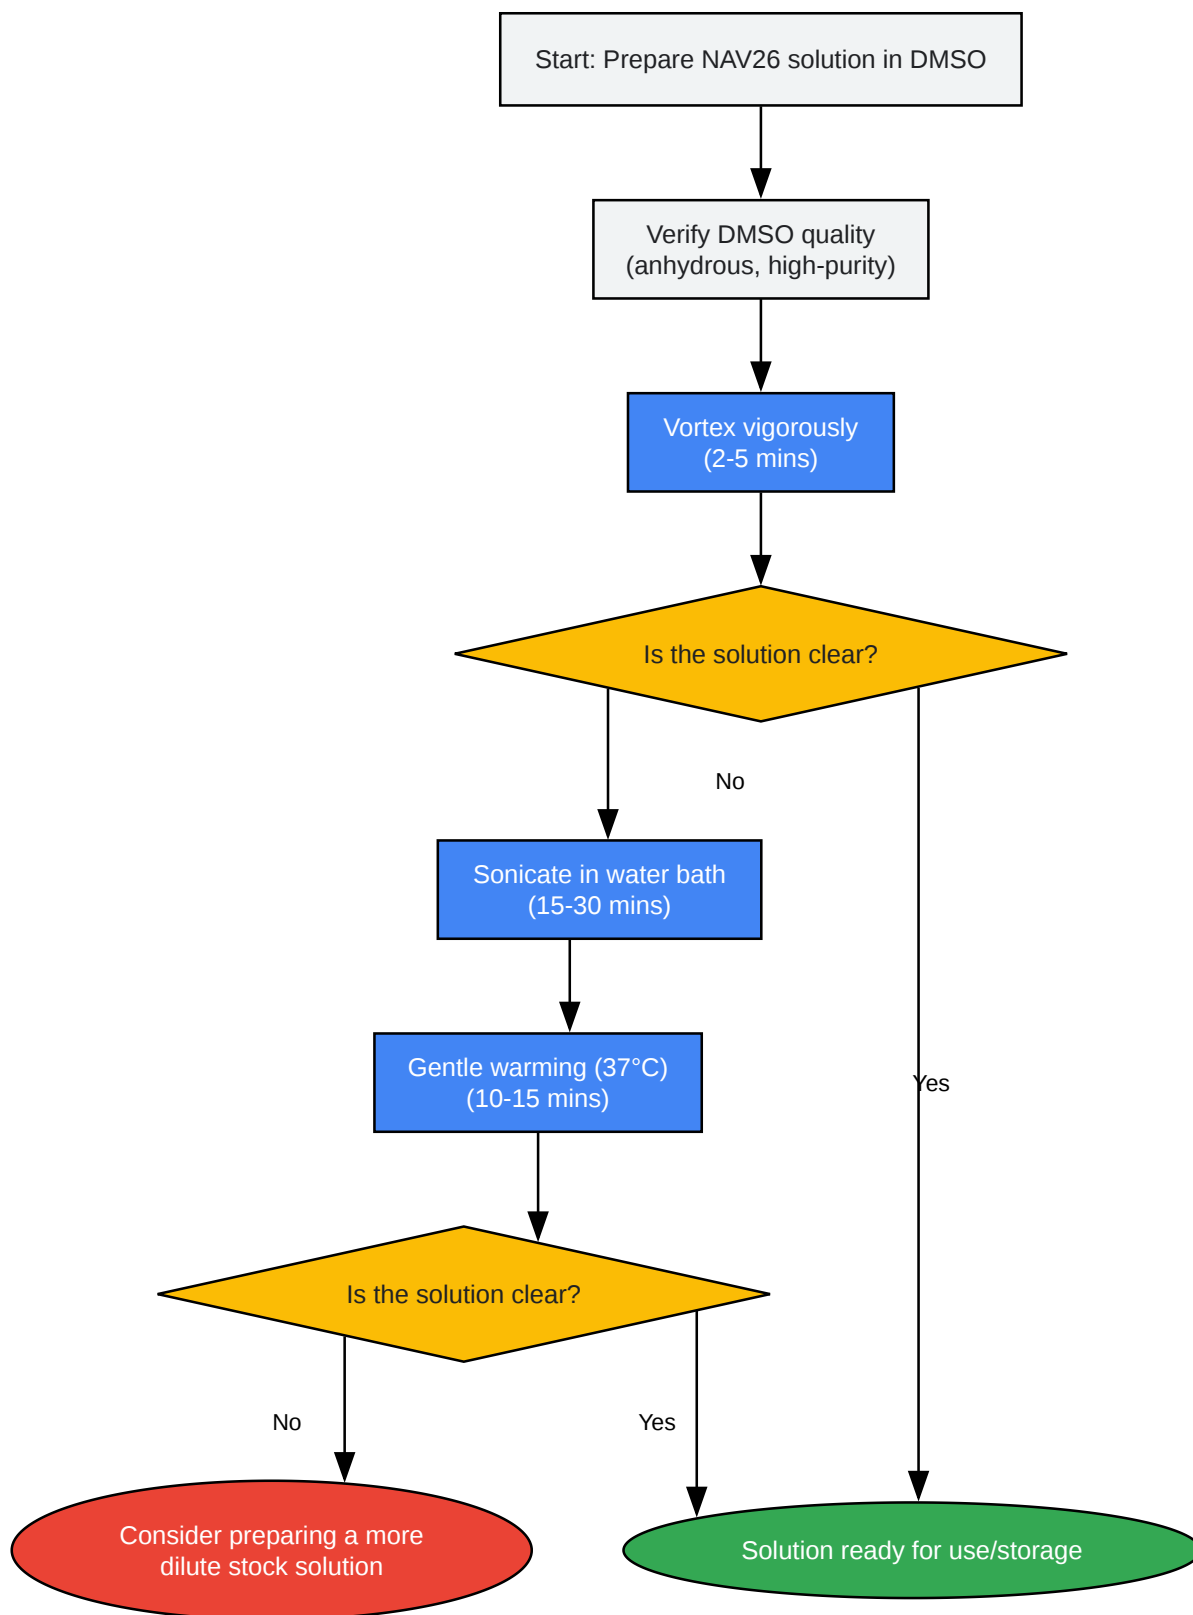 Start: Prepare NAV26 solution in DMSO
Verify DMSO quality
(anhydrous, high-purity)
Vortex vigorously
(2-5 mins)
Is the solution clear?
No
Sonicate in water bath
(15-30 mins)
Gentle warming (37°C)
(10-15 mins)
Yes
Is the solution clear?
No
Yes
Consider preparing a more
dilute stock solution
Solution ready for use/storage